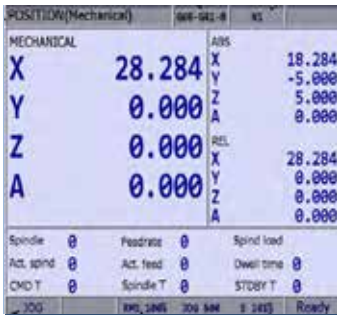 POSITION(Mechanical) N1
MECHANICAL
X 28.284
Y 0.000
Z 0.000
A 0.000
ABS
X 18.284
Y -5.000
Z 5.000
A 0.000
REL
X 28.284
Y 0.000
Z 0.000
A 0.000
Spindle 0 Feedrate 0 Spind load
Act. spind 0 Act. feed 0 Dwell time 0
CMD T 0 Spindle T 0 STDBY T 0
JOG Ready